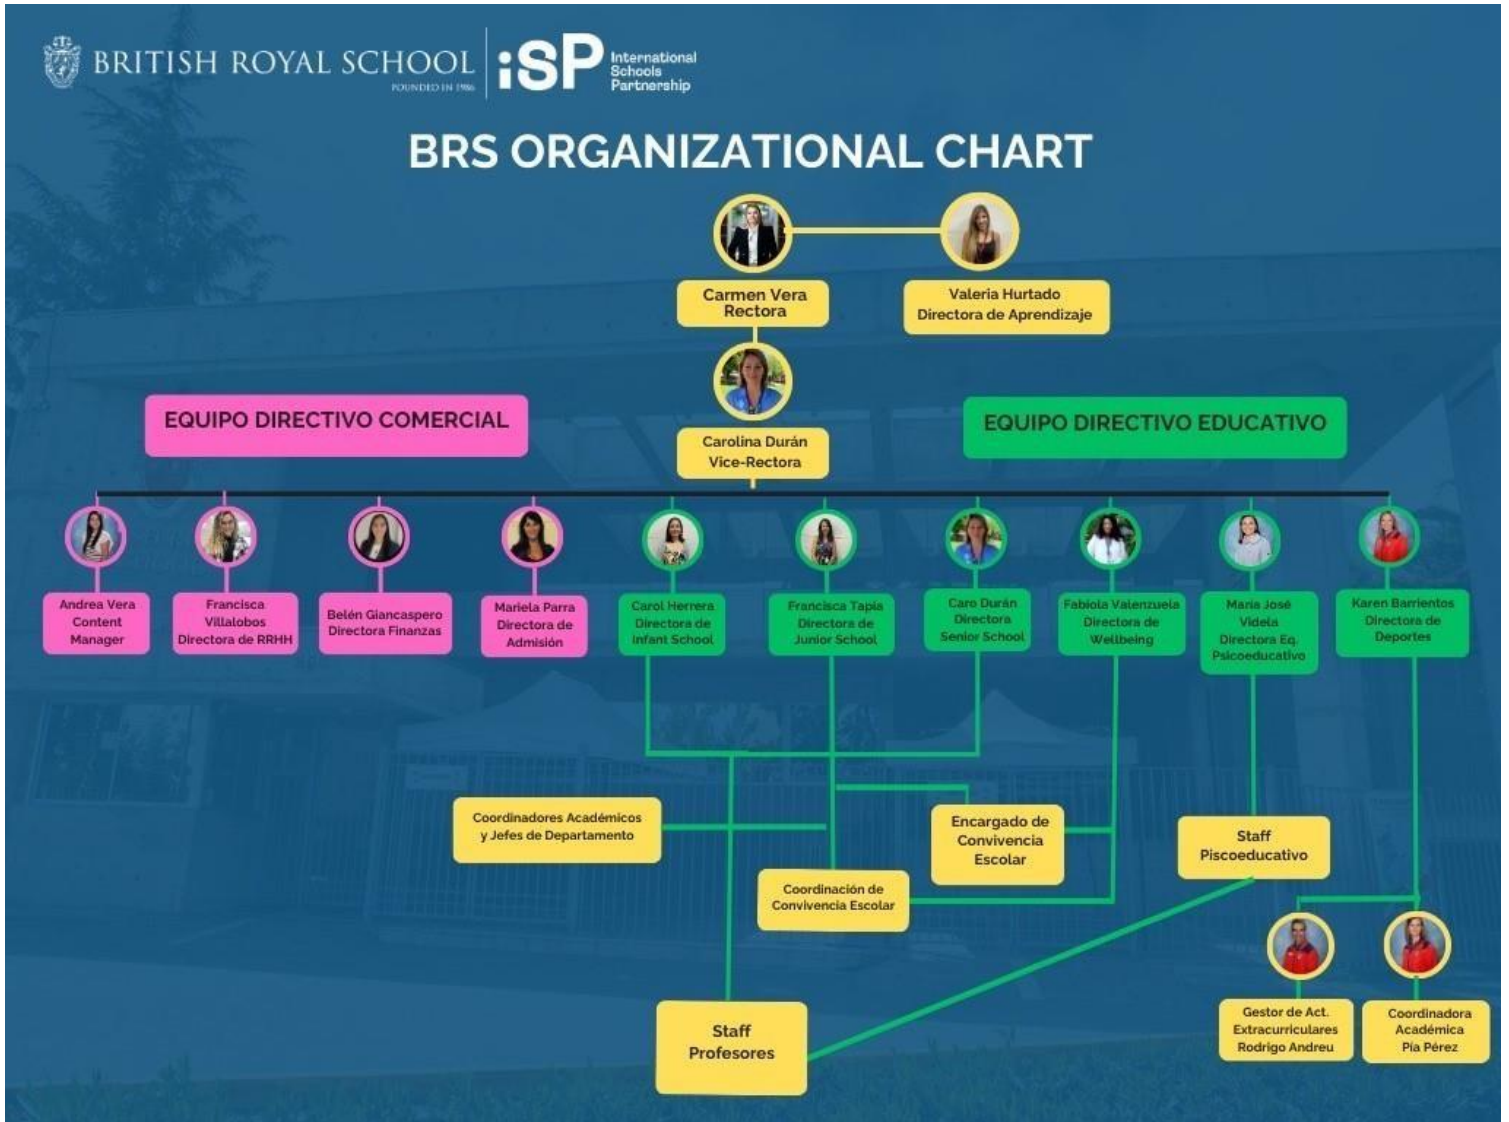 BRITISH ROYAL SCHOOL
FOUNDED IN 1986
iSP
International
Schools
Partnership
BRS ORGANIZATIONAL CHART
Carmen Vera
Rectora
Valeria Hurtado
Directora de Aprendizaje
EQUIPO DIRECTIVO COMERCIAL
EQUIPO DIRECTIVO EDUCATIVO
Carolina Durán
Vice-Rectora
Andrea Vera
Content
Manager
Francisca
Villalobos
Directora de RRHH
Belén Giancaspero
Directora Finanzas
Mariela Parra
Directora de
Admisión
Carol Herrera
Directora de
Infant School
Francisca Tapia
Directora de
Junior School
Caro Durán
Directora
Senior School
Fabiola Valenzuela
Directora de
Wellbeing
María José
Videla
Directora Eq.
Psicoeducativo
Karen Barrientos
Directora de
Deportes
Coordinadores Académicos
y Jefes de Departamento
Encargado de
Convivencia
Escolar
Staff
Piscoeducativo
Coordinación de
Convivencia Escolar
Staff
Profesores
Gestor de Act.
Extracurriculares
Rodrigo Andreu
Coordinadora
Académica
Pía Pérez